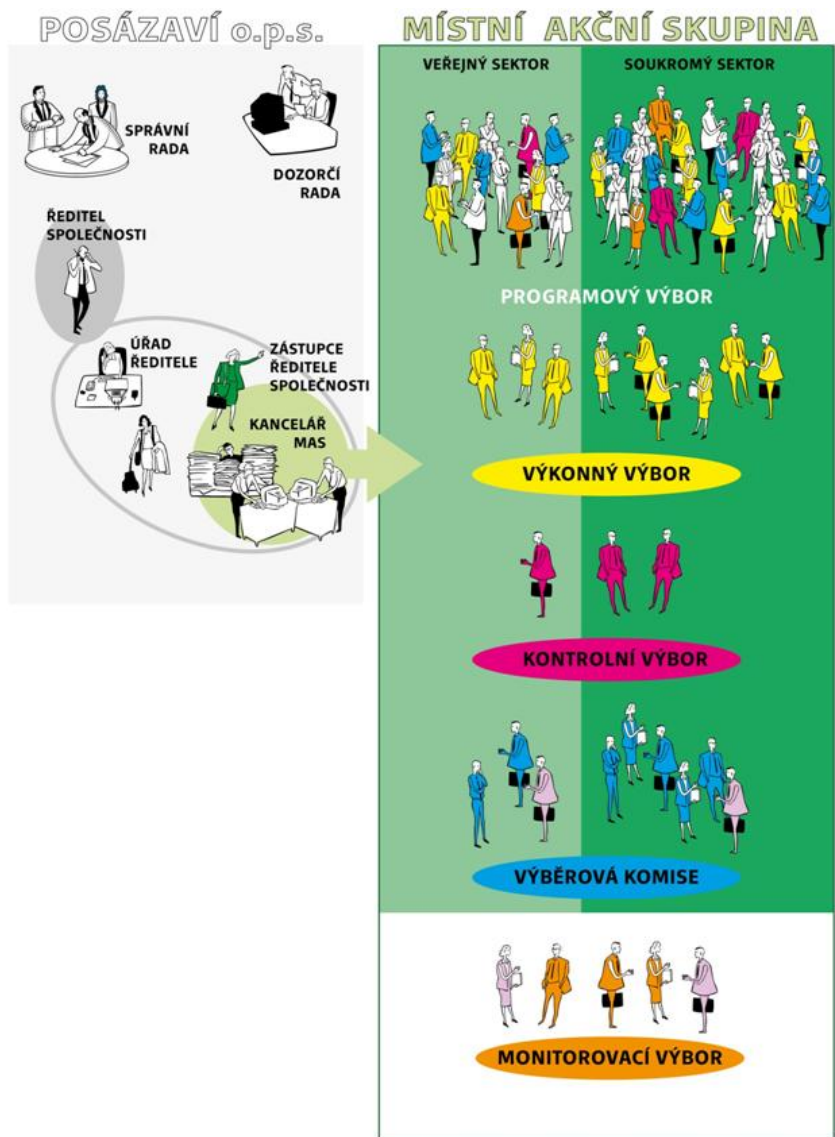 POSÁZAVÍ o.p.s.
SPRÁVNÍ
RADA
DOZORČÍ
RADA
ŘEDITEL
SPOLEČNOSTI
ÚŘAD
ŘEDITELE
ZÁSTUPCE
ŘEDITELE
SPOLEČNOSTI
KANCELÁŘ
MAS
MÍSTNÍ AKČNÍ SKUPINA
VEŘEJNÝ SEKTOR
SOUKROMÝ SEKTOR
PROGRAMOVÝ VÝBOR
VÝKONNÝ VÝBOR
KONTROLNÍ VÝBOR
VÝBĚROVÁ KOMISE
MONITOROVACÍ VÝBOR